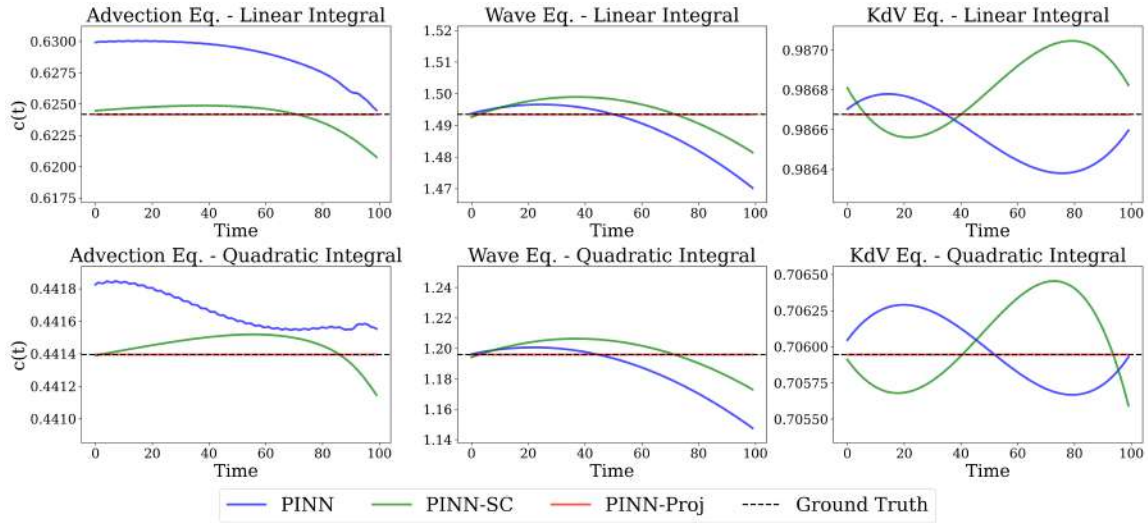 Advection Eq. - Linear Integral
Wave Eq. - Linear Integral
KdV Eq. - Linear Integral
c(t)
0.6300
0.6275
0.6250
0.6225
0.6200
0.6175
0 20 40 60 80 100
Time
1.52
1.51
1.50
1.49
1.48
1.47
0 20 40 60 80 100
Time
0.9870
0.9868
0.9866
0.9864
0 20 40 60 80 100
Time
Advection Eq. - Quadratic Integral
Wave Eq. - Quadratic Integral
KdV Eq. - Quadratic Integral
c(t)
0.4418
0.4416
0.4414
0.4412
0.4410
0 20 40 60 80 100
Time
1.24
1.22
1.20
1.18
1.16
1.14
0 20 40 60 80 100
Time
0.70650
0.70625
0.70600
0.70575
0.70550
0 20 40 60 80 100
Time
PINN PINN-SC PINN-Proj Ground Truth